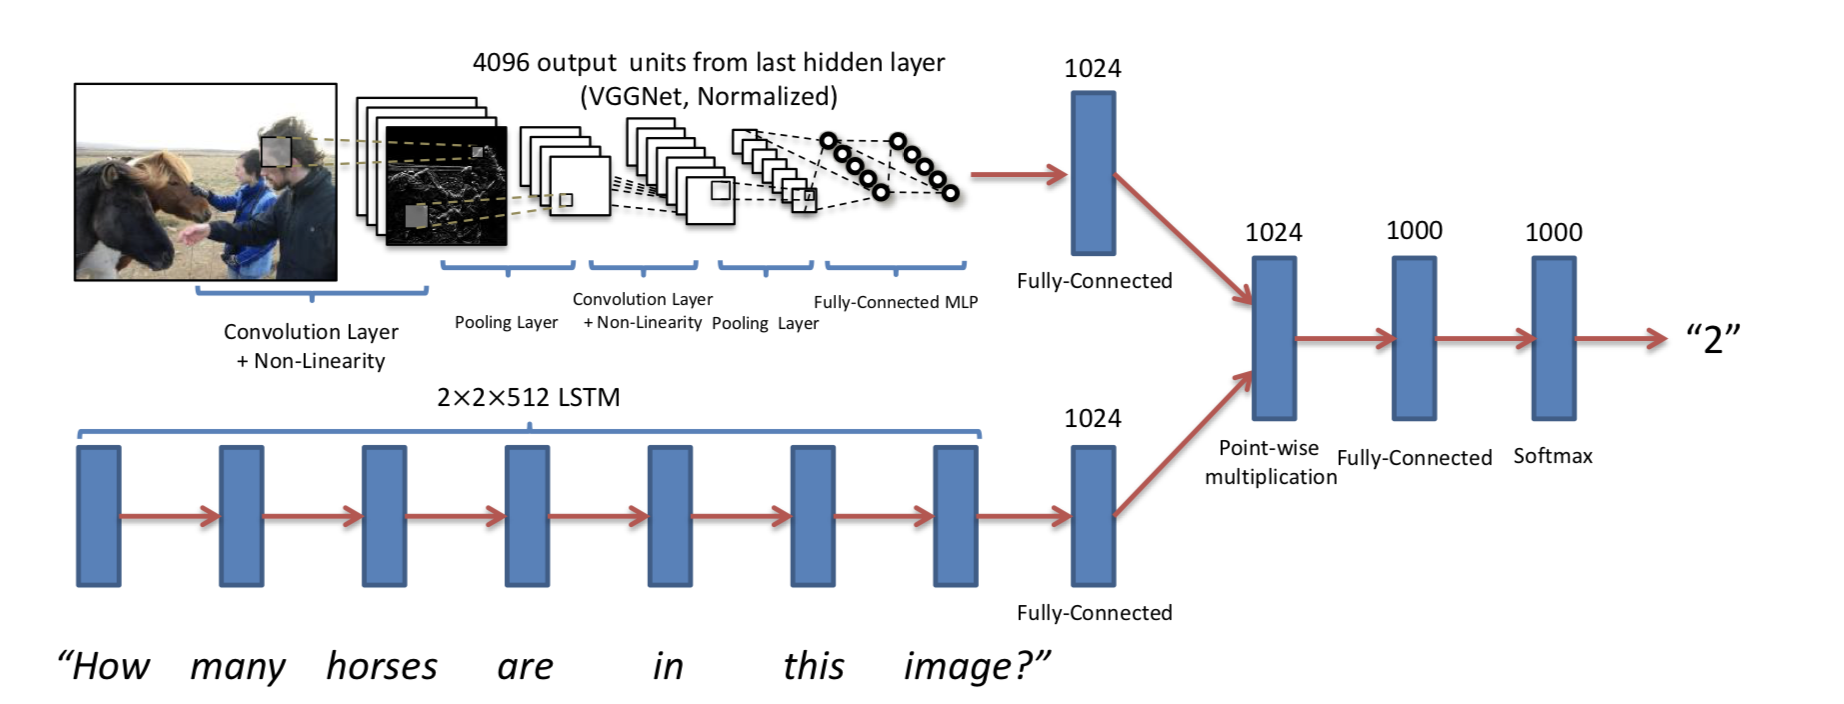 4096 output units from last hidden layer
(VGGNet, Normalized)
1024
Fully-Connected
Convolution Layer
+ Non-Linearity
Pooling Layer
Convolution Layer
+ Non-Linearity
Pooling Layer
Fully-Connected MLP
2×2×512 LSTM
1024
Fully-Connected
1024
Point-wise
multiplication
1000
Fully-Connected
1000
Softmax
“2”
“How many horses are in this image?”